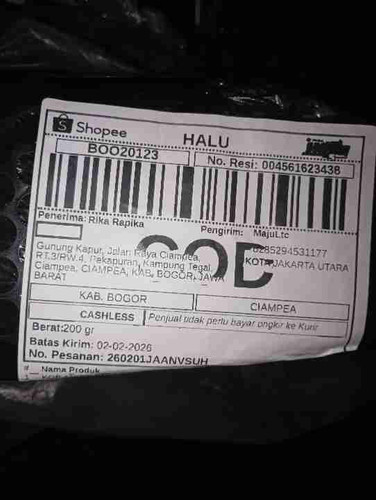 Shopee
HALU
BOO20123
No. Resi: 004561623438
Penerima: Rika Rapika
Pengirim: MajuLtc
6285294531177
KOTA JAKARTA UTARA
COD
Gunung Kapur, Jalan Raya Ciampea,
RT.3/RW.4, Pakapuran, Kampung Tegal,
Ciampea, CIAMPEA, KAB. BOGOR, JAWA
BARAT
KAB. BOGOR
CIAMPEA
CASHLESS
Penjual tidak perlu bayar ongkir ke Kurir
Berat:200 gr
Batas Kirim: 02-02-2026
No. Pesanan: 260201JAANVSUH
# Nama Produk